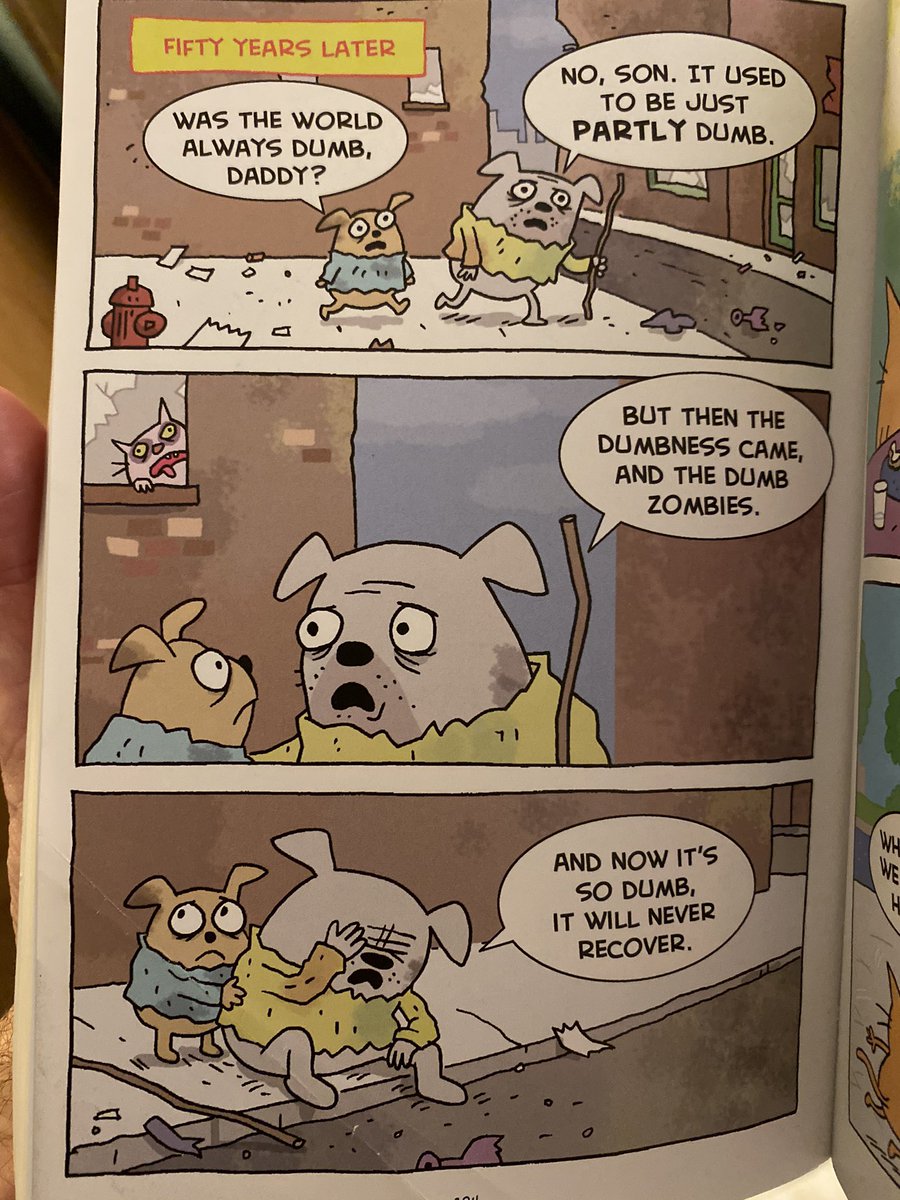 FIFTY YEARS LATER
WAS THE WORLD
ALWAYS DUMB,
DADDY?
NO, SON. IT USED
TO BE JUST
PARTLY DUMB.
BUT THEN THE
DUMBNESS CAME,
AND THE DUMB
ZOMBIES.
AND NOW IT'S
SO DUMB,
IT WILL NEVER
RECOVER.
WE